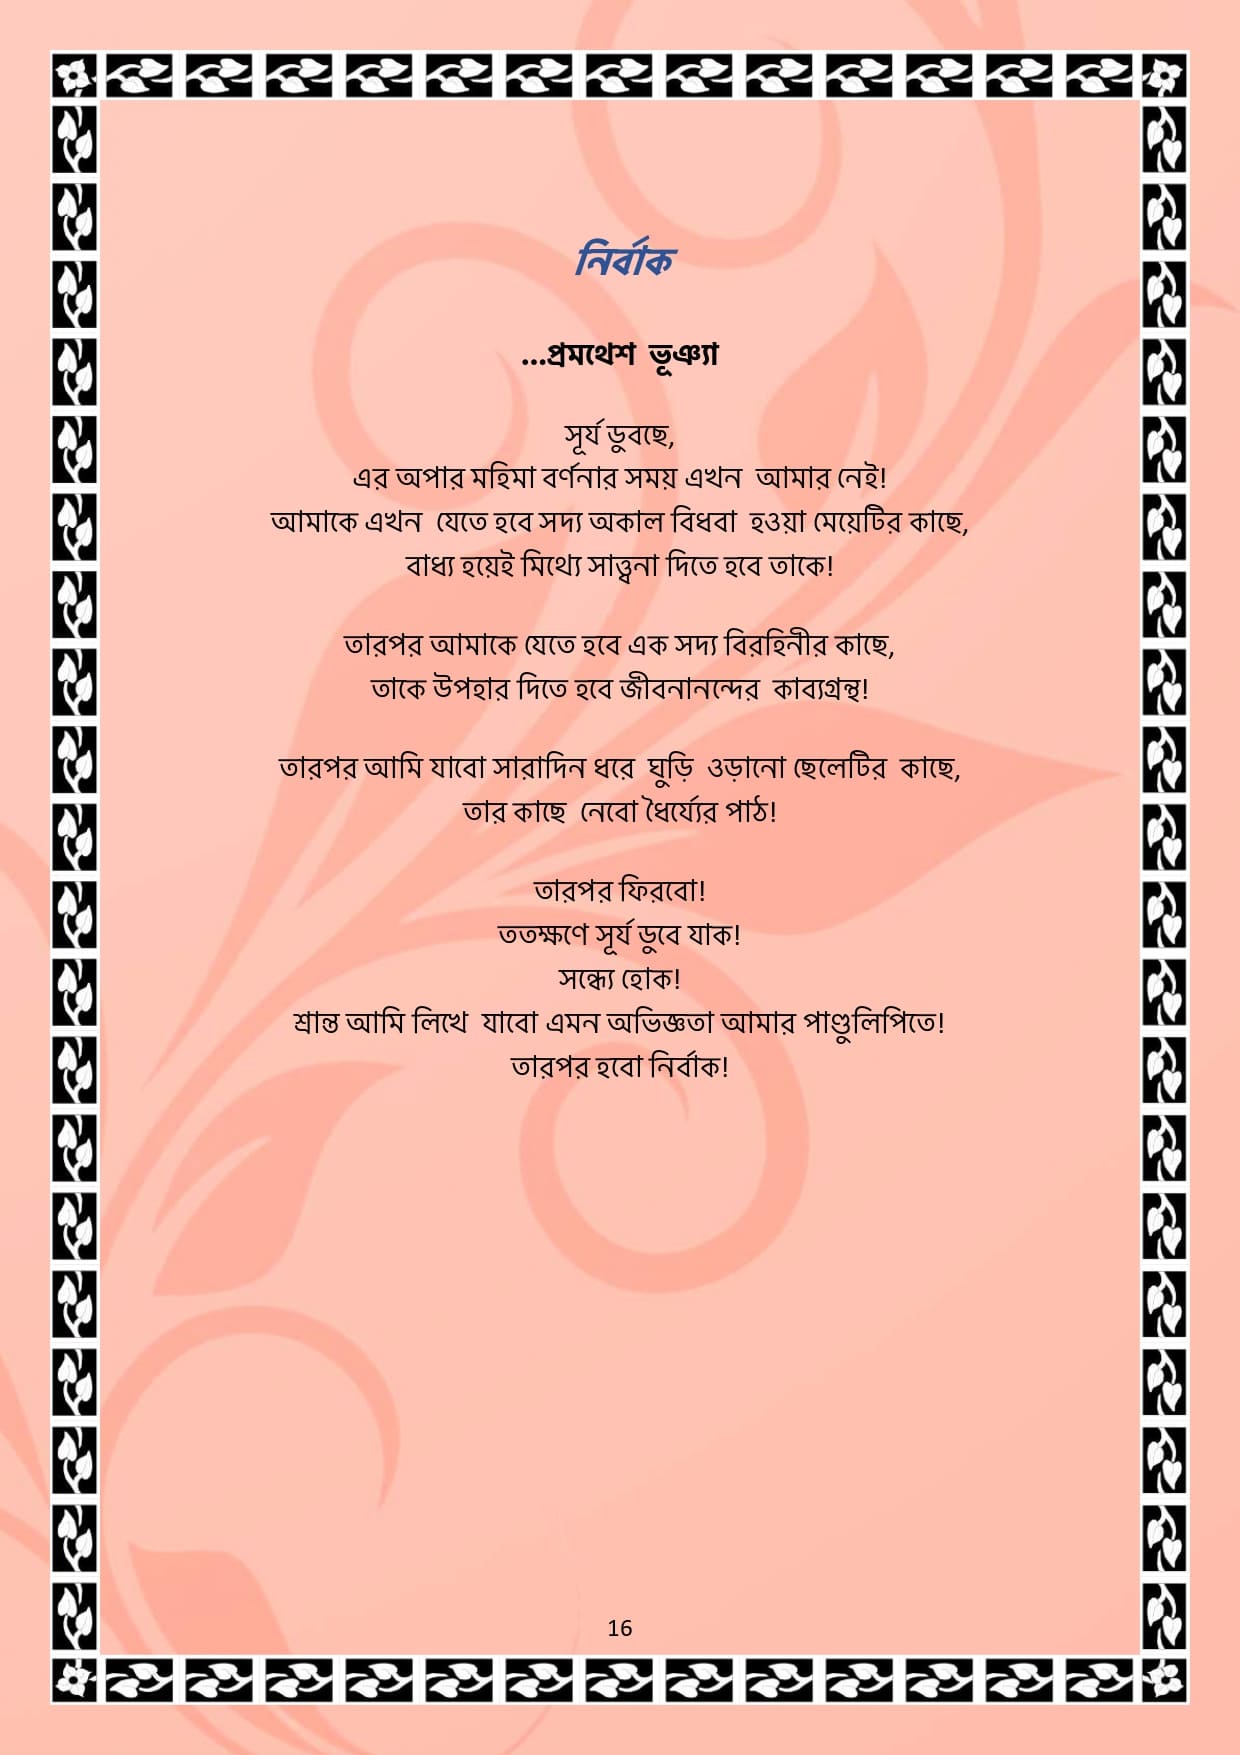 নির্বাক
...প্রমথেশ ভূঞ্যা
সূর্য ডুবছে,
এর অপার মহিমা বর্ণনার সময় এখন আমার নেই!
আমাকে এখন যেতে হবে সদ্য অকাল বিধবা হওয়া মেয়েটির কাছে,
বাধ্য হয়েই মিথ্যে সাত্ত্বনা দিতে হবে তাকে!
তারপর আমাকে যেতে হবে এক সদ্য বিরহিনীর কাছে,
তাকে উপহার দিতে হবে জীবনানন্দের কাব্যগ্রন্থ!
তারপর আমি যাবো সারাদিন ধরে ঘুড়ি ওড়ানো ছেলেটির কাছে,
তার কাছে নেবো ধৈর্য্যের পাঠ!
তারপর ফিরবো!
ততক্ষণে সূর্য ডুবে যাক!
সন্ধ্যে হোক!
শ্রান্ত আমি লিখে যাবো এমন অভিজ্ঞতা আমার পাণ্ডুলিপিতে!
তারপর হবো নির্বাক!
16